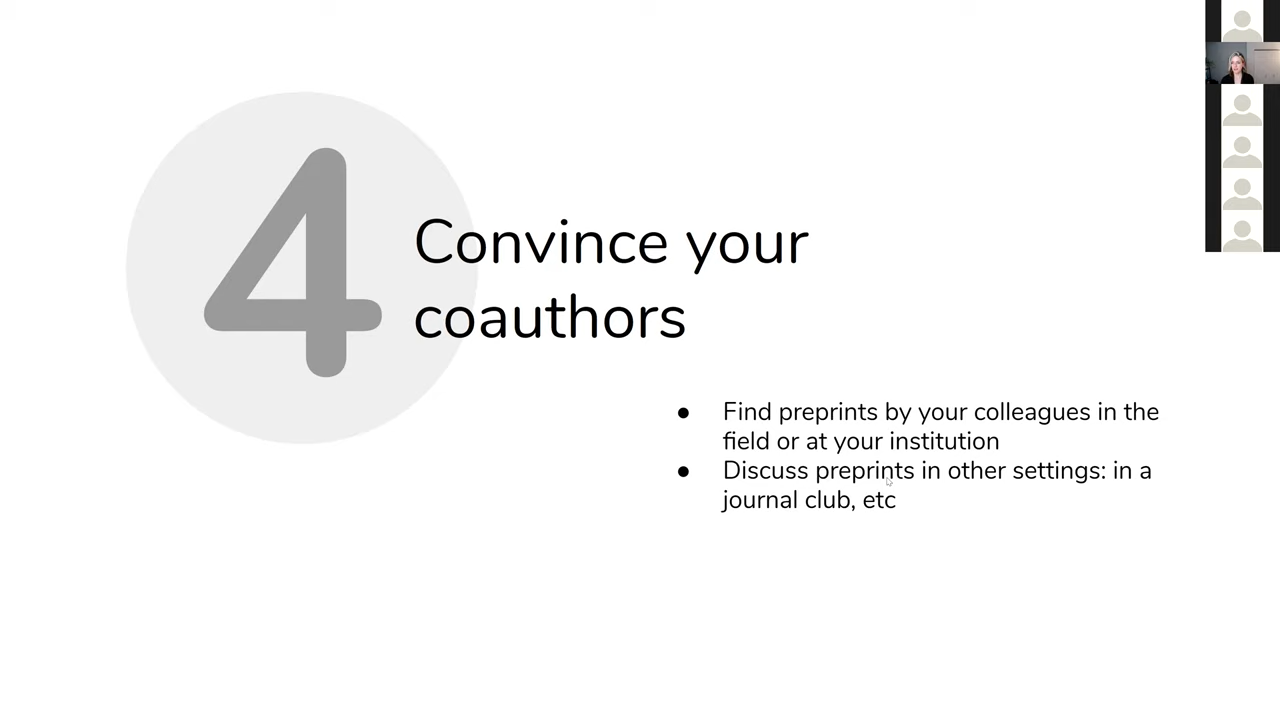 4
Convince your
coauthors
● Find preprints by your colleagues in the
field or at your institution
● Discuss preprints in other settings: in a
journal club, etc